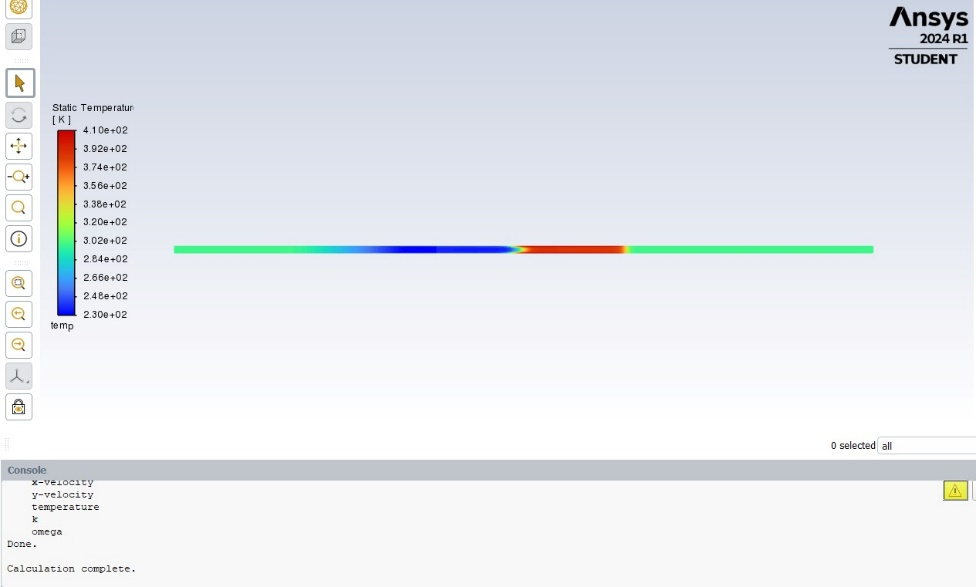 Ansys
2024 R1
STUDENT
Static Temperatur
[ K ]
4.10e+02
3.92e+02
3.74e+02
3.56e+02
3.38e+02
3.20e+02
3.02e+02
2.84e+02
2.66e+02
2.48e+02
2.30e+02
temp
0 selected all
Console
x-velocity
y-velocity
temperature
k
omega
Done.
Calculation complete.